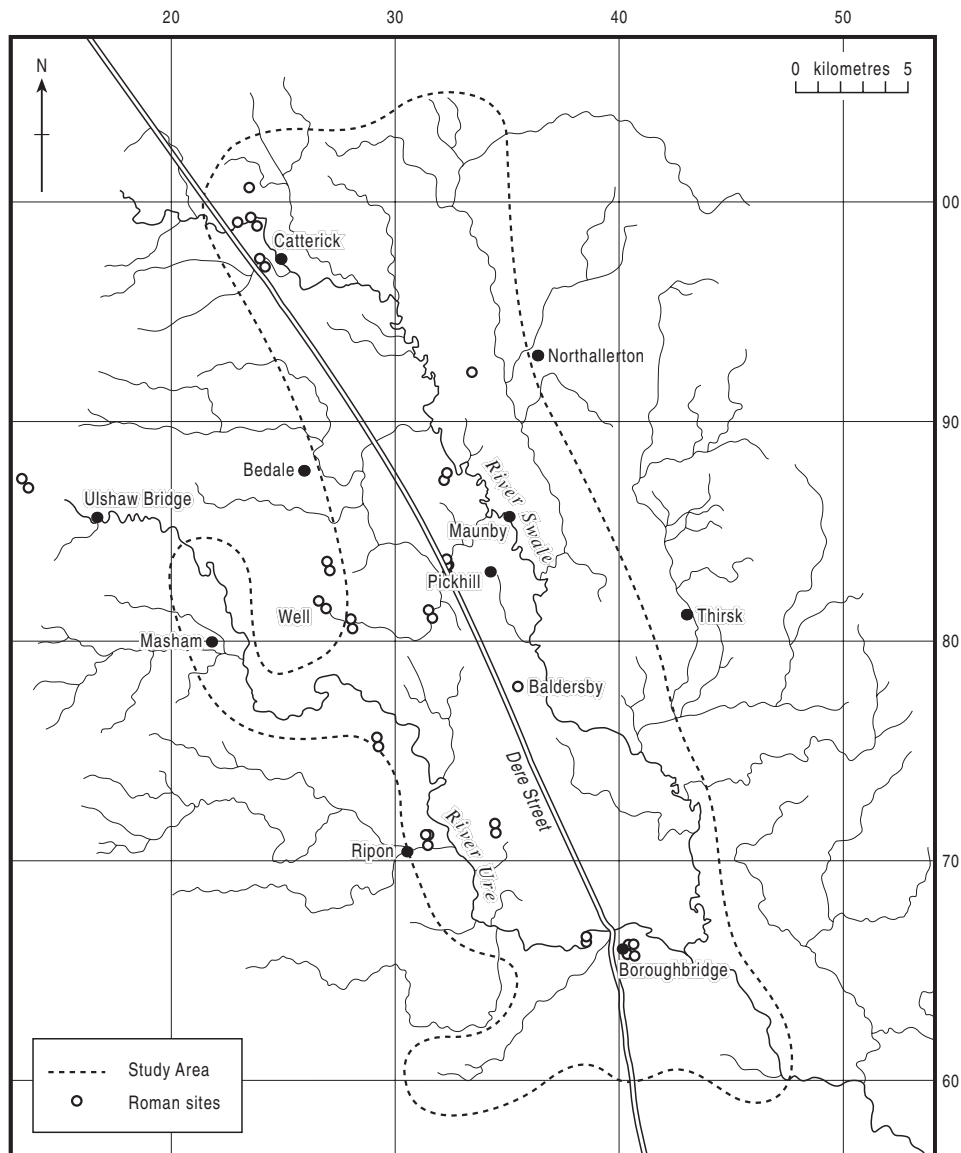 20 30 40 50
N
0 kilometres 5
00
Catterick
Northallerton
90
Bedale
River Swale
Ulshaw Bridge
Maunby
Pickhill
Well
Thirsk
Masham
80
Baldersby
Dere Street
River Ure
Ripon
70
Boroughbridge
Study Area
60
Roman sites